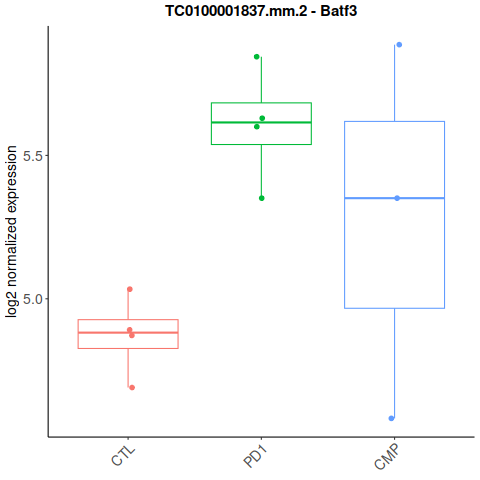 TC0100001837.mm.2 - Batf3
log2 normalized expression
5.5
5.0
CTL
PD1
CMP